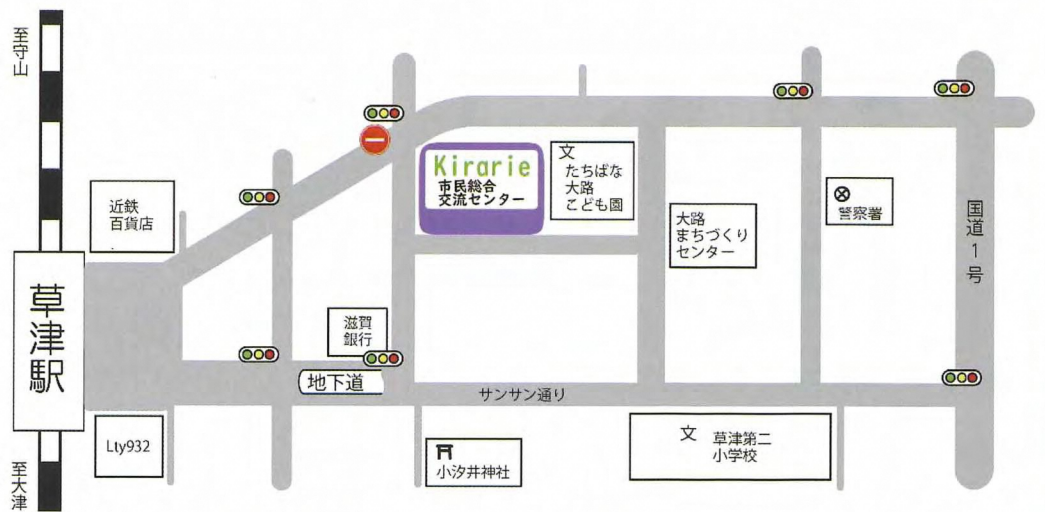 至守山
近鉄
百貨店
草津駅
Lty932
至大津
Kirarie
市民総合
交流センター
文
たちばな
大路
こども園
大路
まちづくり
センター
警察署
国道1号
滋賀
銀行
地下道
サンサン通り
小汐井神社
文 草津第二
小学校